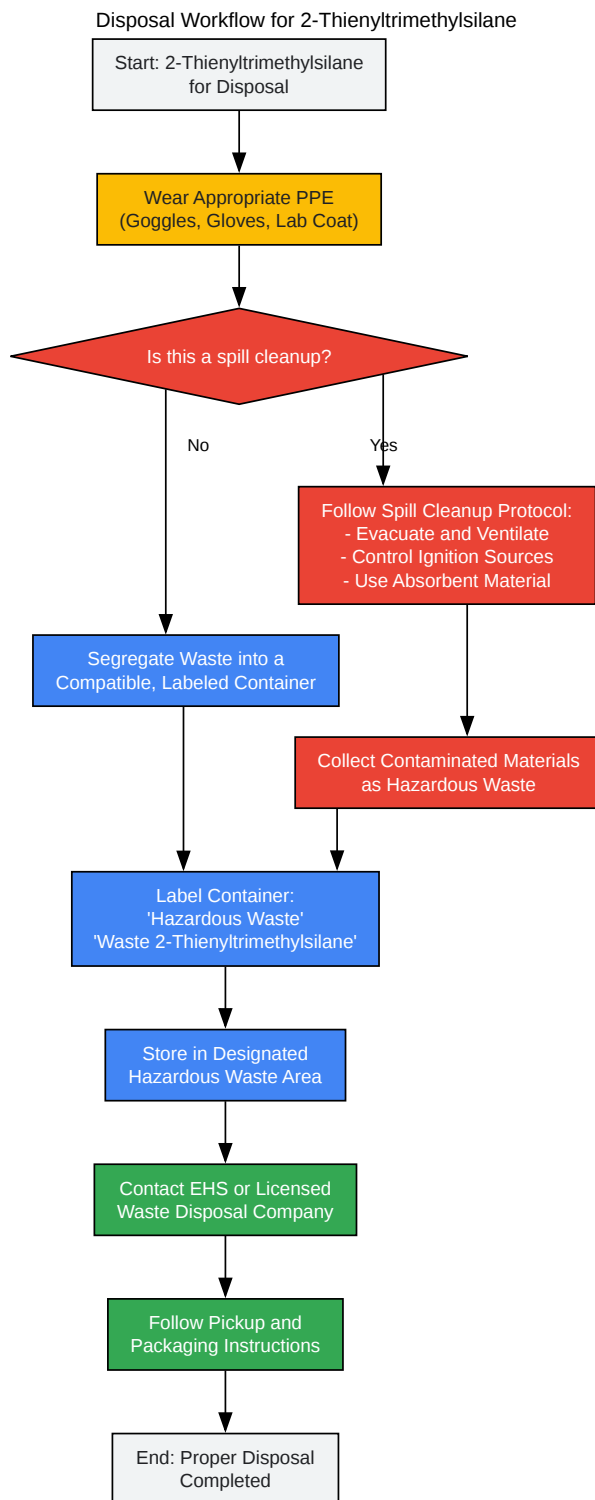 Disposal Workflow for 2-Thienyltrimethylsilane
Start: 2-Thienyltrimethylsilane
for Disposal
Wear Appropriate PPE
(Goggles, Gloves, Lab Coat)
Is this a spill cleanup?
No
Yes
Follow Spill Cleanup Protocol:
- Evacuate and Ventilate
- Control Ignition Sources
- Use Absorbent Material
Segregate Waste into a
Compatible, Labeled Container
Collect Contaminated Materials
as Hazardous Waste
Label Container:
'Hazardous Waste'
'Waste 2-Thienyltrimethylsilane'
Store in Designated
Hazardous Waste Area
Contact EHS or Licensed
Waste Disposal Company
Follow Pickup and
Packaging Instructions
End: Proper Disposal
Completed